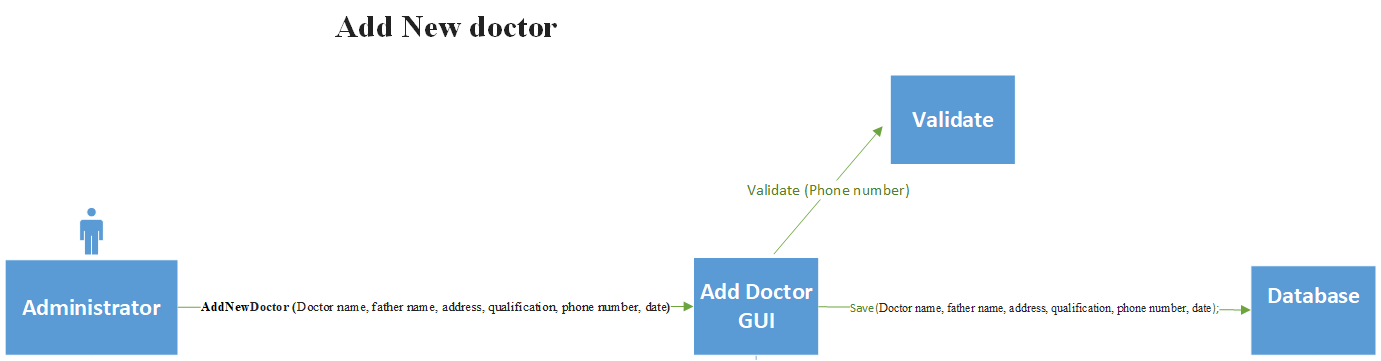 Add New doctor
Validate
Validate (Phone number)
Administrator
AddNewDoctor (Doctor name, father name, address, qualification, phone number, date)
Add Doctor
GUI
Save(Doctor name, father name, address, qualification, phone number, date);
Database